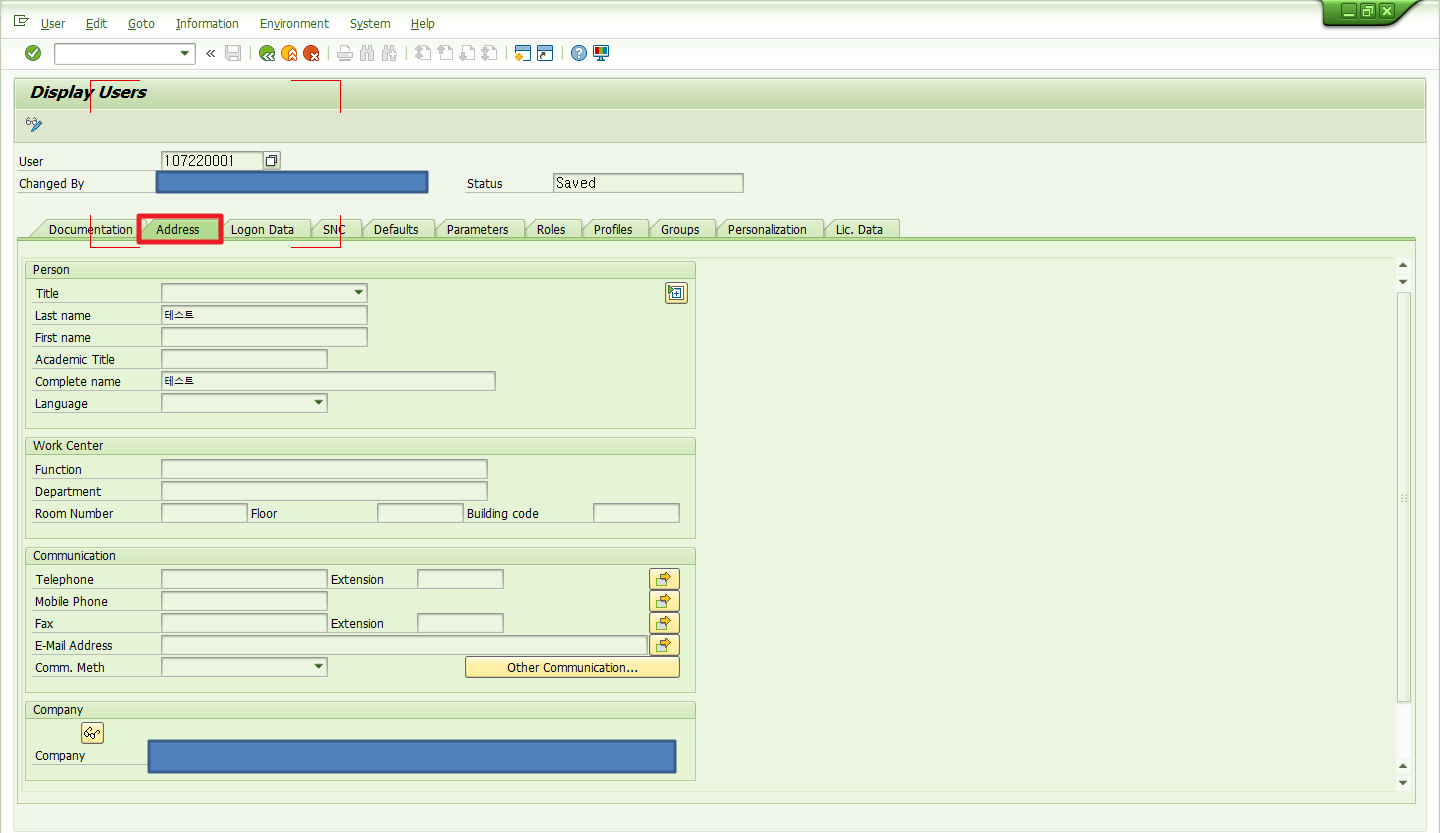 User Edit Goto Information Environment System Help
Display Users
User 107220001
Changed By Status Saved
Documentation Address Logon Data SNC Defaults Parameters Roles Profiles Groups Personalization Lic. Data
Person
Title
Last name 테스트
First name
Academic Title
Complete name 테스트
Language
Work Center
Function
Department
Room Number Floor Building code
Communication
Telephone Extension
Mobile Phone
Fax Extension
E-Mail Address
Comm. Meth Other Communication...
Company
Company